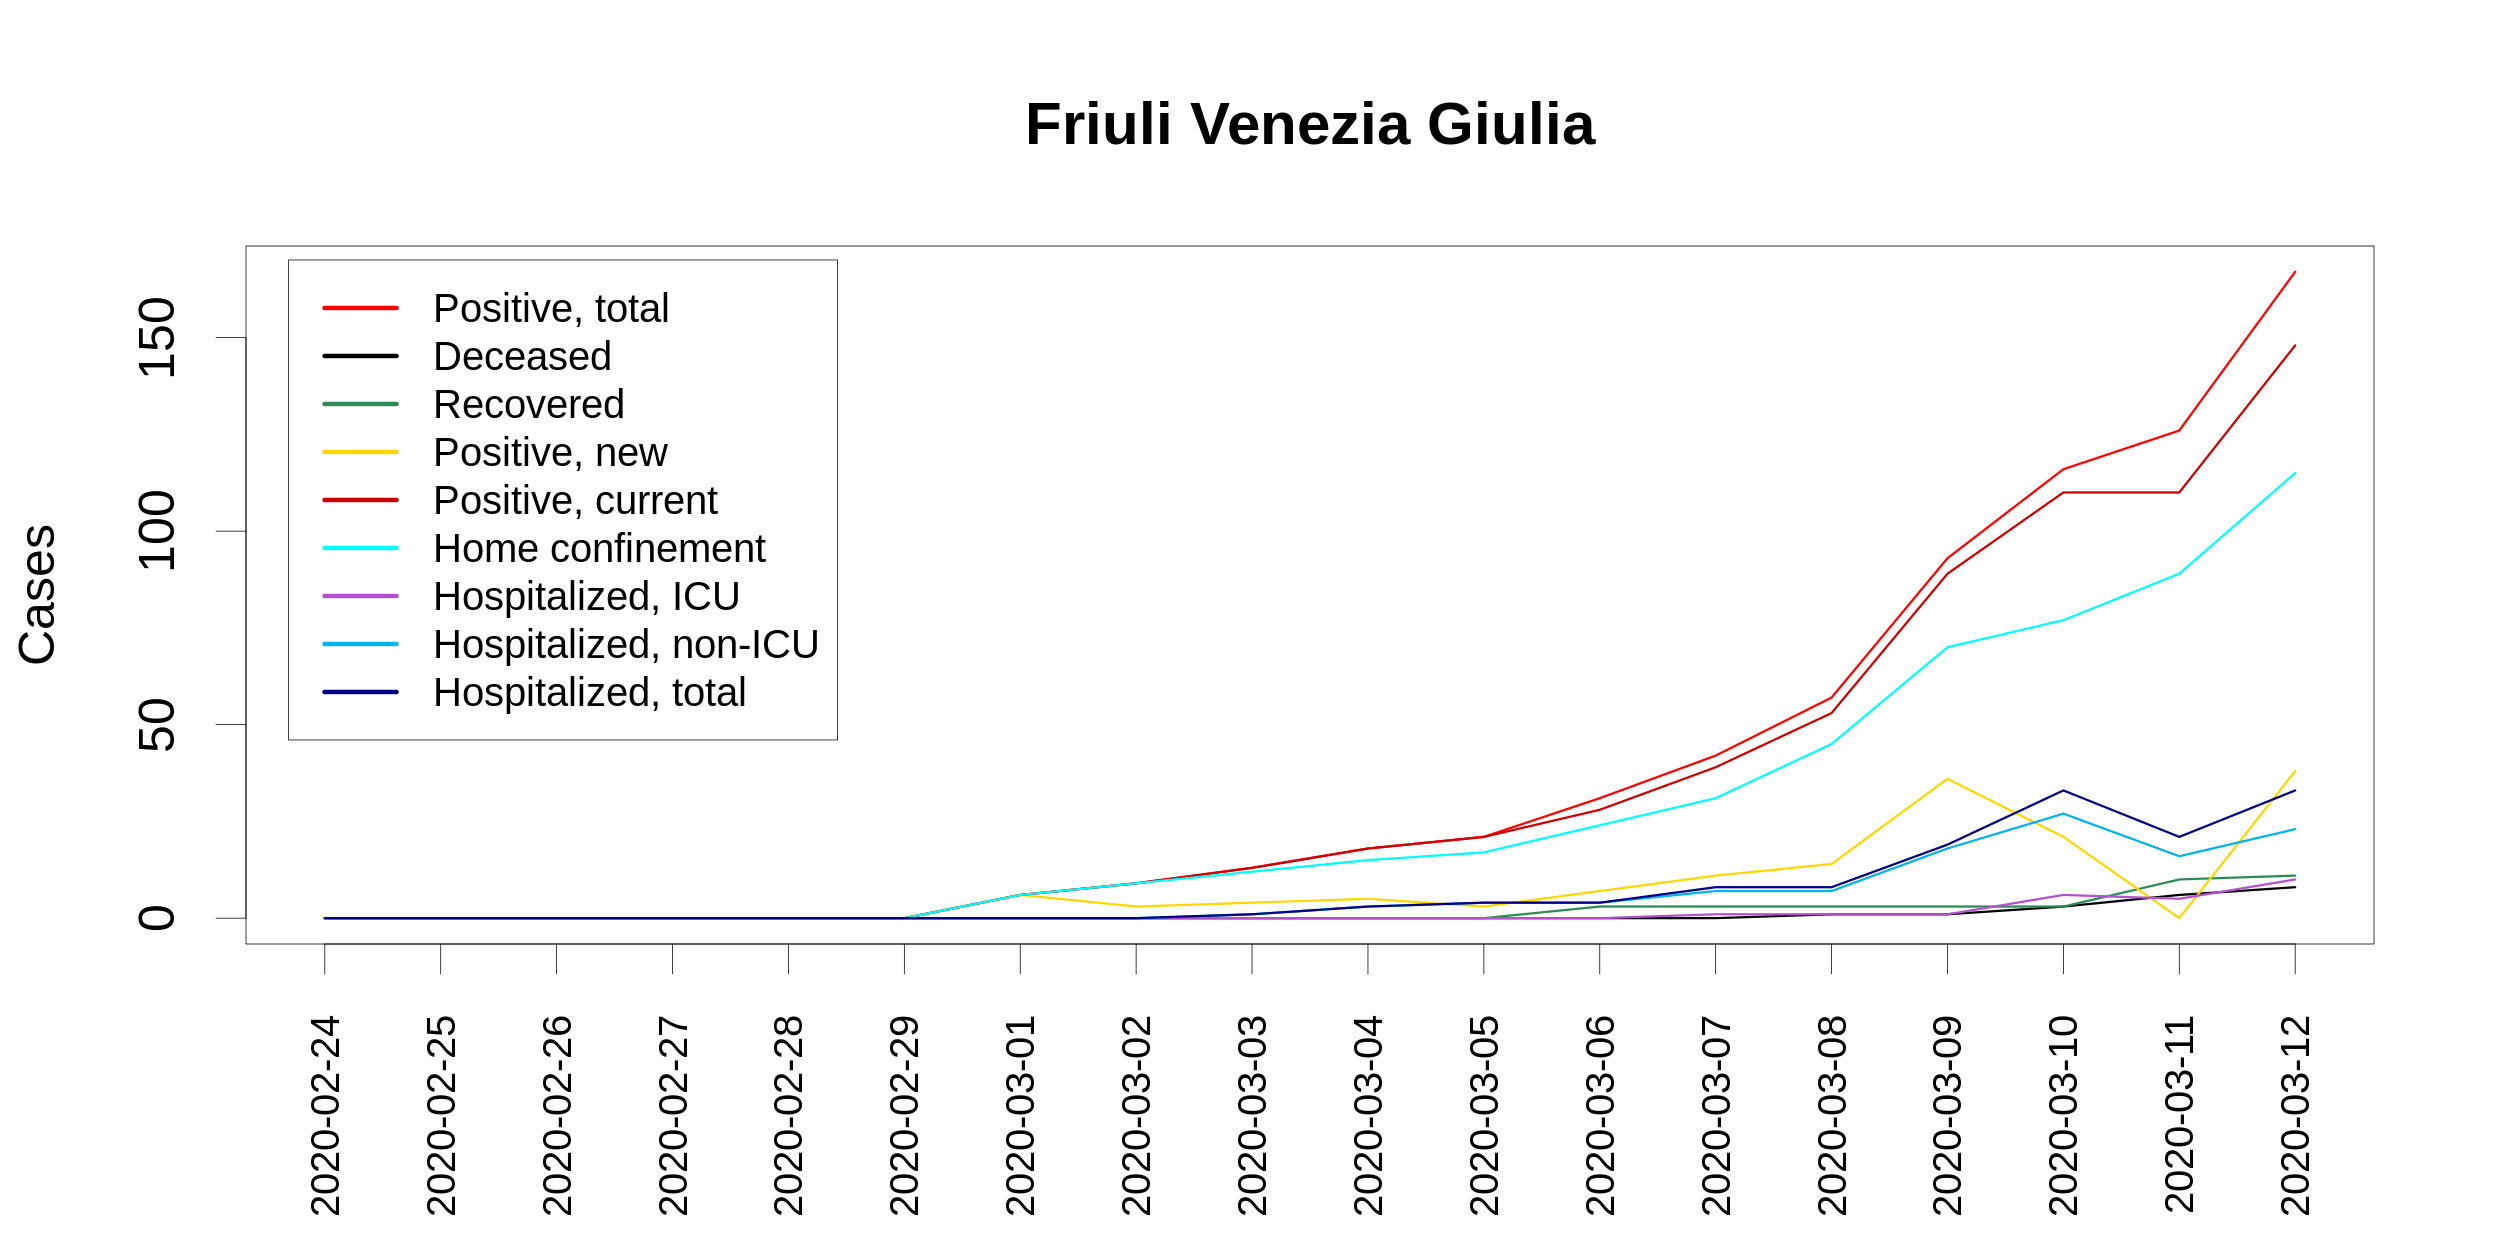 Friuli Venezia Giulia
Cases
150
100
50
0
Positive, total
Deceased
Recovered
Positive, new
Positive, current
Home confinement
Hospitalized, ICU
Hospitalized, non-ICU
Hospitalized, total
2020-02-24
2020-02-25
2020-02-26
2020-02-27
2020-02-28
2020-02-29
2020-03-01
2020-03-02
2020-03-03
2020-03-04
2020-03-05
2020-03-06
2020-03-07
2020-03-08
2020-03-09
2020-03-10
2020-03-11
2020-03-12